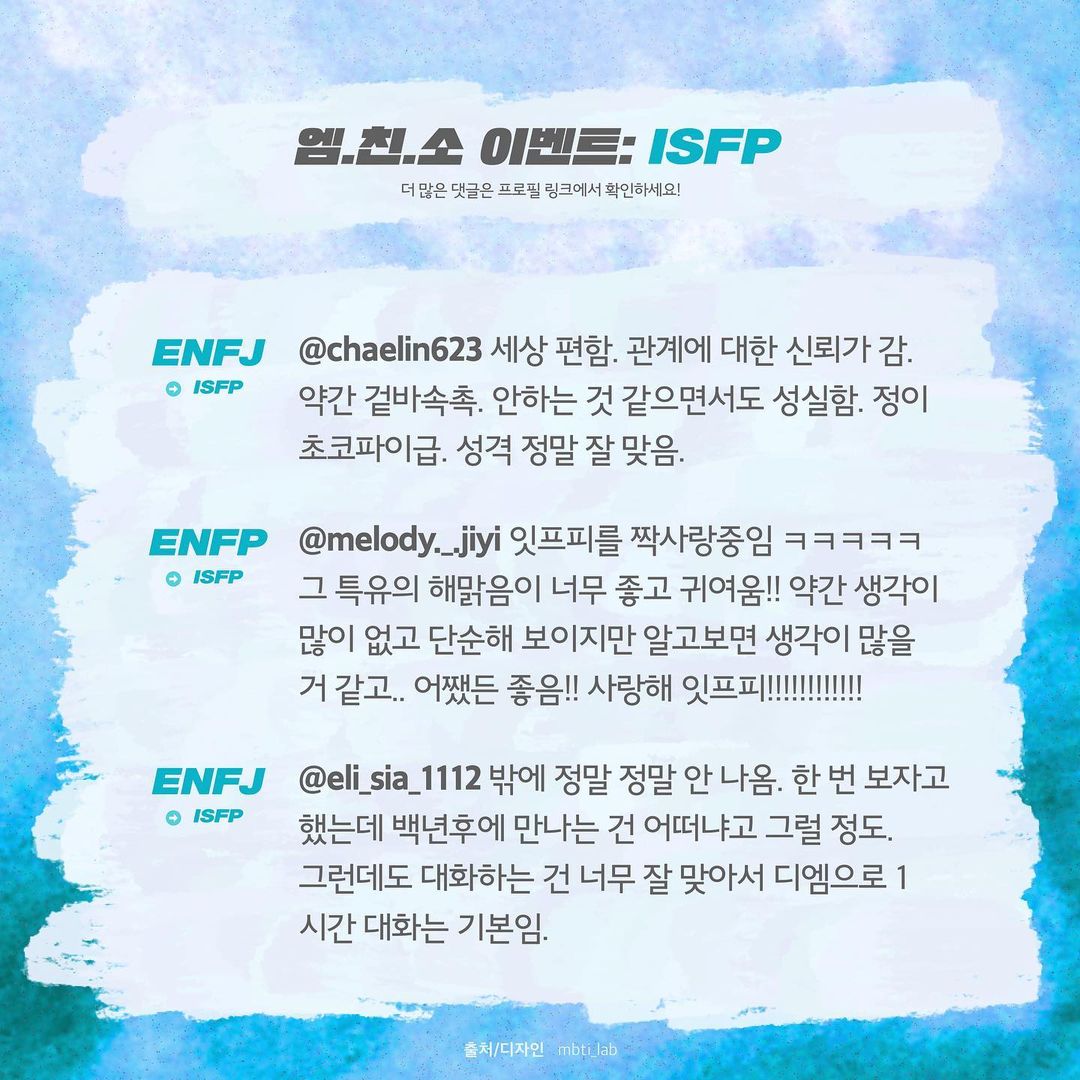 엠.친.소 이벤트: ISFP
더 많은 댓글은 프로필 링크에서 확인하세요!
ENFJ
ISFP
@chaelin623 세상 편함. 관계에 대한 신뢰가 감.
약간 겉바속촉. 안하는 것 같으면서도 성실함. 정이
초코파이급. 성격 정말 잘 맞음.
ENFP
ISFP
@melody._.jiyi 잇프피를 짝사랑중임 ㅋㅋㅋㅋㅋ
그 특유의 해맑음이 너무 좋고 귀여움!! 약간 생각이
많이 없고 단순해 보이지만 알고보면 생각이 많을
거 같고.. 어쨌든 좋음!! 사랑해 잇프피!!!!!!!!!!!!
ENFJ
ISFP
@eli_sia_1112 밖에 정말 정말 안 나옴. 한 번 보자고
했는데 백년후에 만나는 건 어떠냐고 그럴 정도.
그런데도 대화하는 건 너무 잘 맞아서 디엠으로 1
시간 대화는 기본임.
출처/디자인 mbti_lab